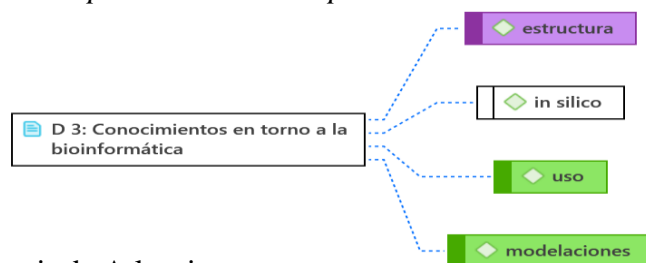 estructura
in silico
D 3: Conocimientos en torno a la
bioinformática
uso
modelaciones